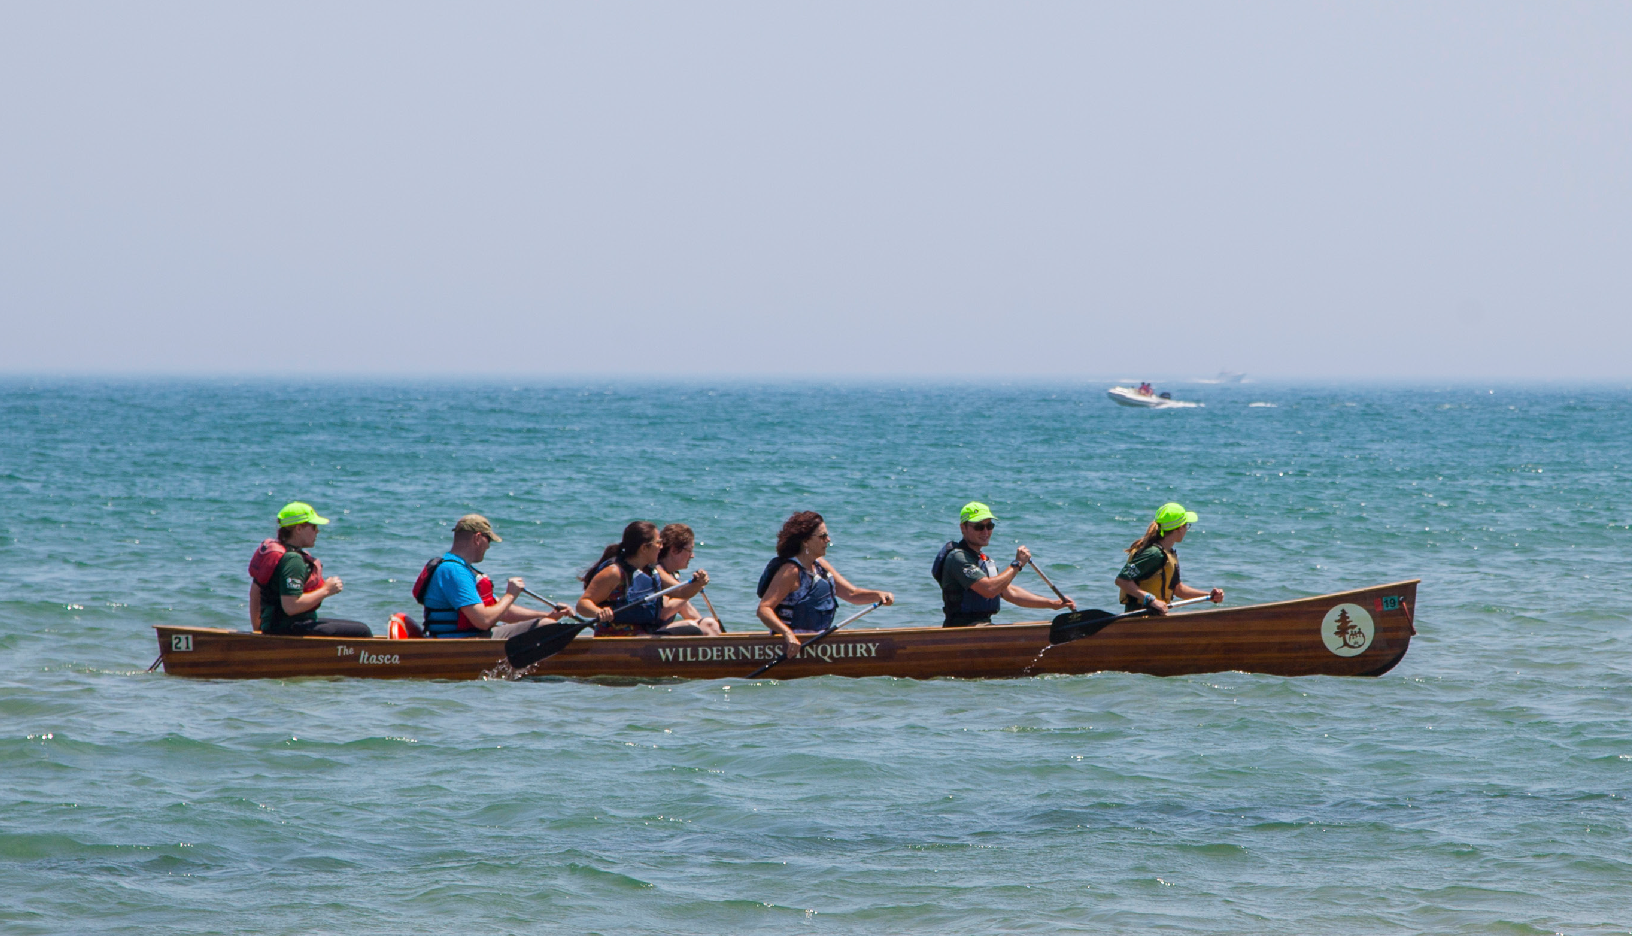 21
The
Itasca
WILDERNESS INQUIRY
19